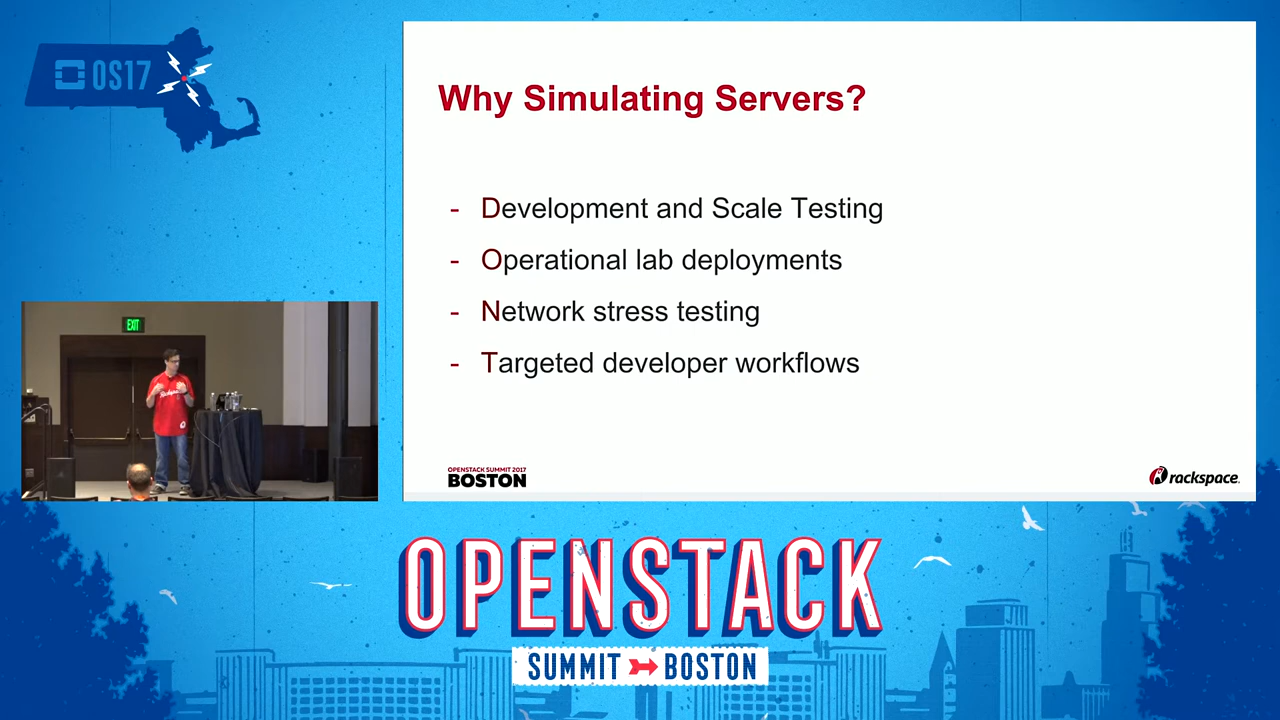 OS17
Why Simulating Servers?
- Development and Scale Testing
- Operational lab deployments
- Network stress testing
- Targeted developer workflows
EXIT
OPENSTACK SUMMIT 2017
BOSTON
rackspace.
OPENSTACK
SUMMIT BOSTON